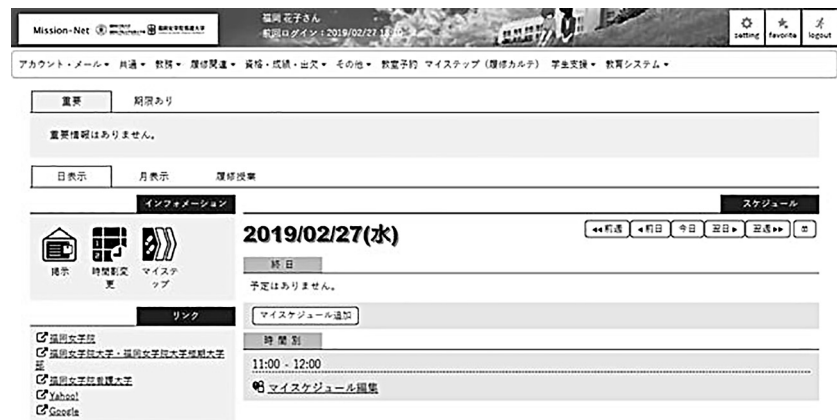 Mission-Net
福岡女学院看護大学
福岡 花子さん
前回ログイン:2019/02/27
setting
favorite
logout
アカウント・メール▾ 共通▾ 教務▾ 履修関連▾ 資格・成績・出欠▾ その他▾ 教室予約 マイステップ（履修カルテ） 学生支援▾ 教育システム▾
重要
期限あり
重要情報はありません。
日表示
月表示
履修授業
インフォメーション
掲示
時間割変
更
マイステ
ップ
リンク
福岡女学院
福岡女学院大学・福岡女学院大学短期大学
部
福岡女学院看護大学
Yahoo!
Google
スケジュール
2019/02/27(水)
◂◂前週
◂前日
今日
翌日▸
翌週▸▸
終日
予定はありません。
マイスケジュール追加
時間別
11:00 - 12:00
マイスケジュール編集